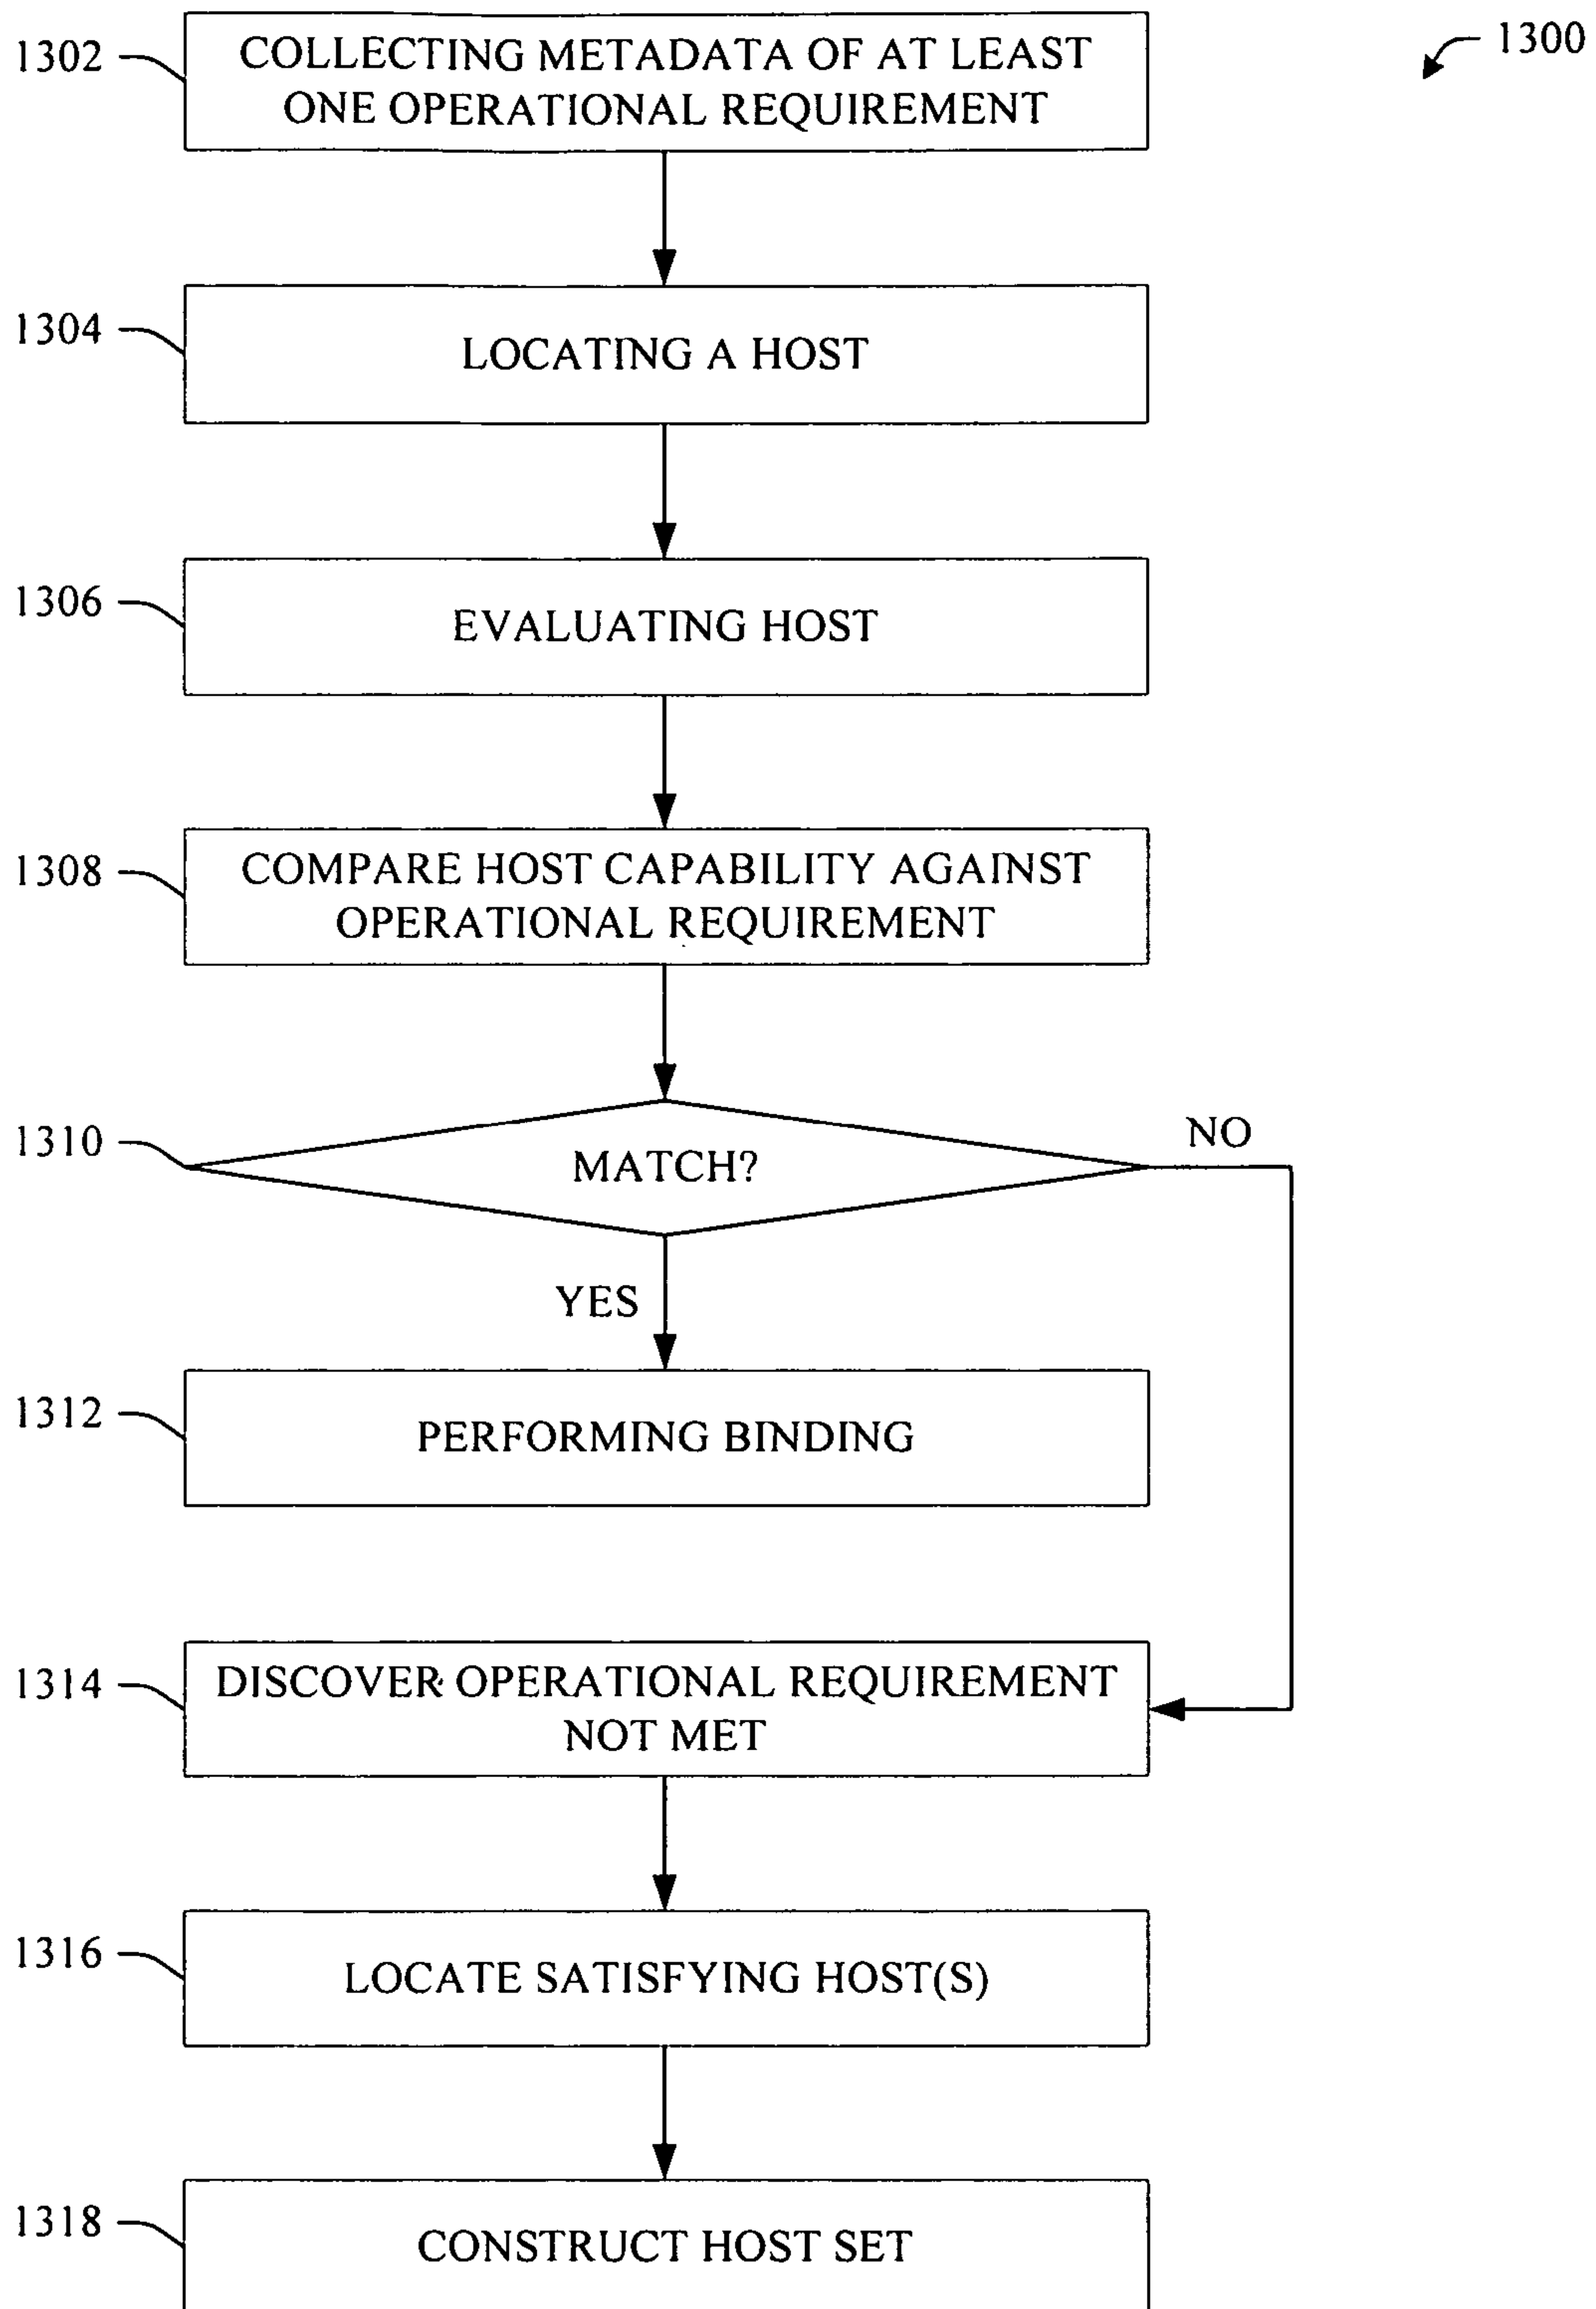 1300
1302
COLLECTING METADATA OF AT LEAST
ONE OPERATIONAL REQUIREMENT
1304
LOCATING A HOST
1306
EVALUATING HOST
1308
COMPARE HOST CAPABILITY AGAINST
OPERATIONAL REQUIREMENT
1310
MATCH?
NO
YES
1312
PERFORMING BINDING
1314
DISCOVER OPERATIONAL REQUIREMENT
NOT MET
1316
LOCATE SATISFYING HOST(S)
1318
CONSTRUCT HOST SET